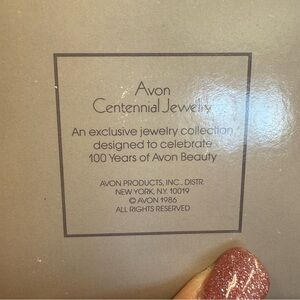 Avon
Centennial Jewelry
An exclusive jewelry collection
designed to celebrate
100 Years of Avon Beauty
AVON PRODUCTS, INC., DISTR.
NEW YORK, N.Y. 10019
© AVON 1986
ALL RIGHTS RESERVED